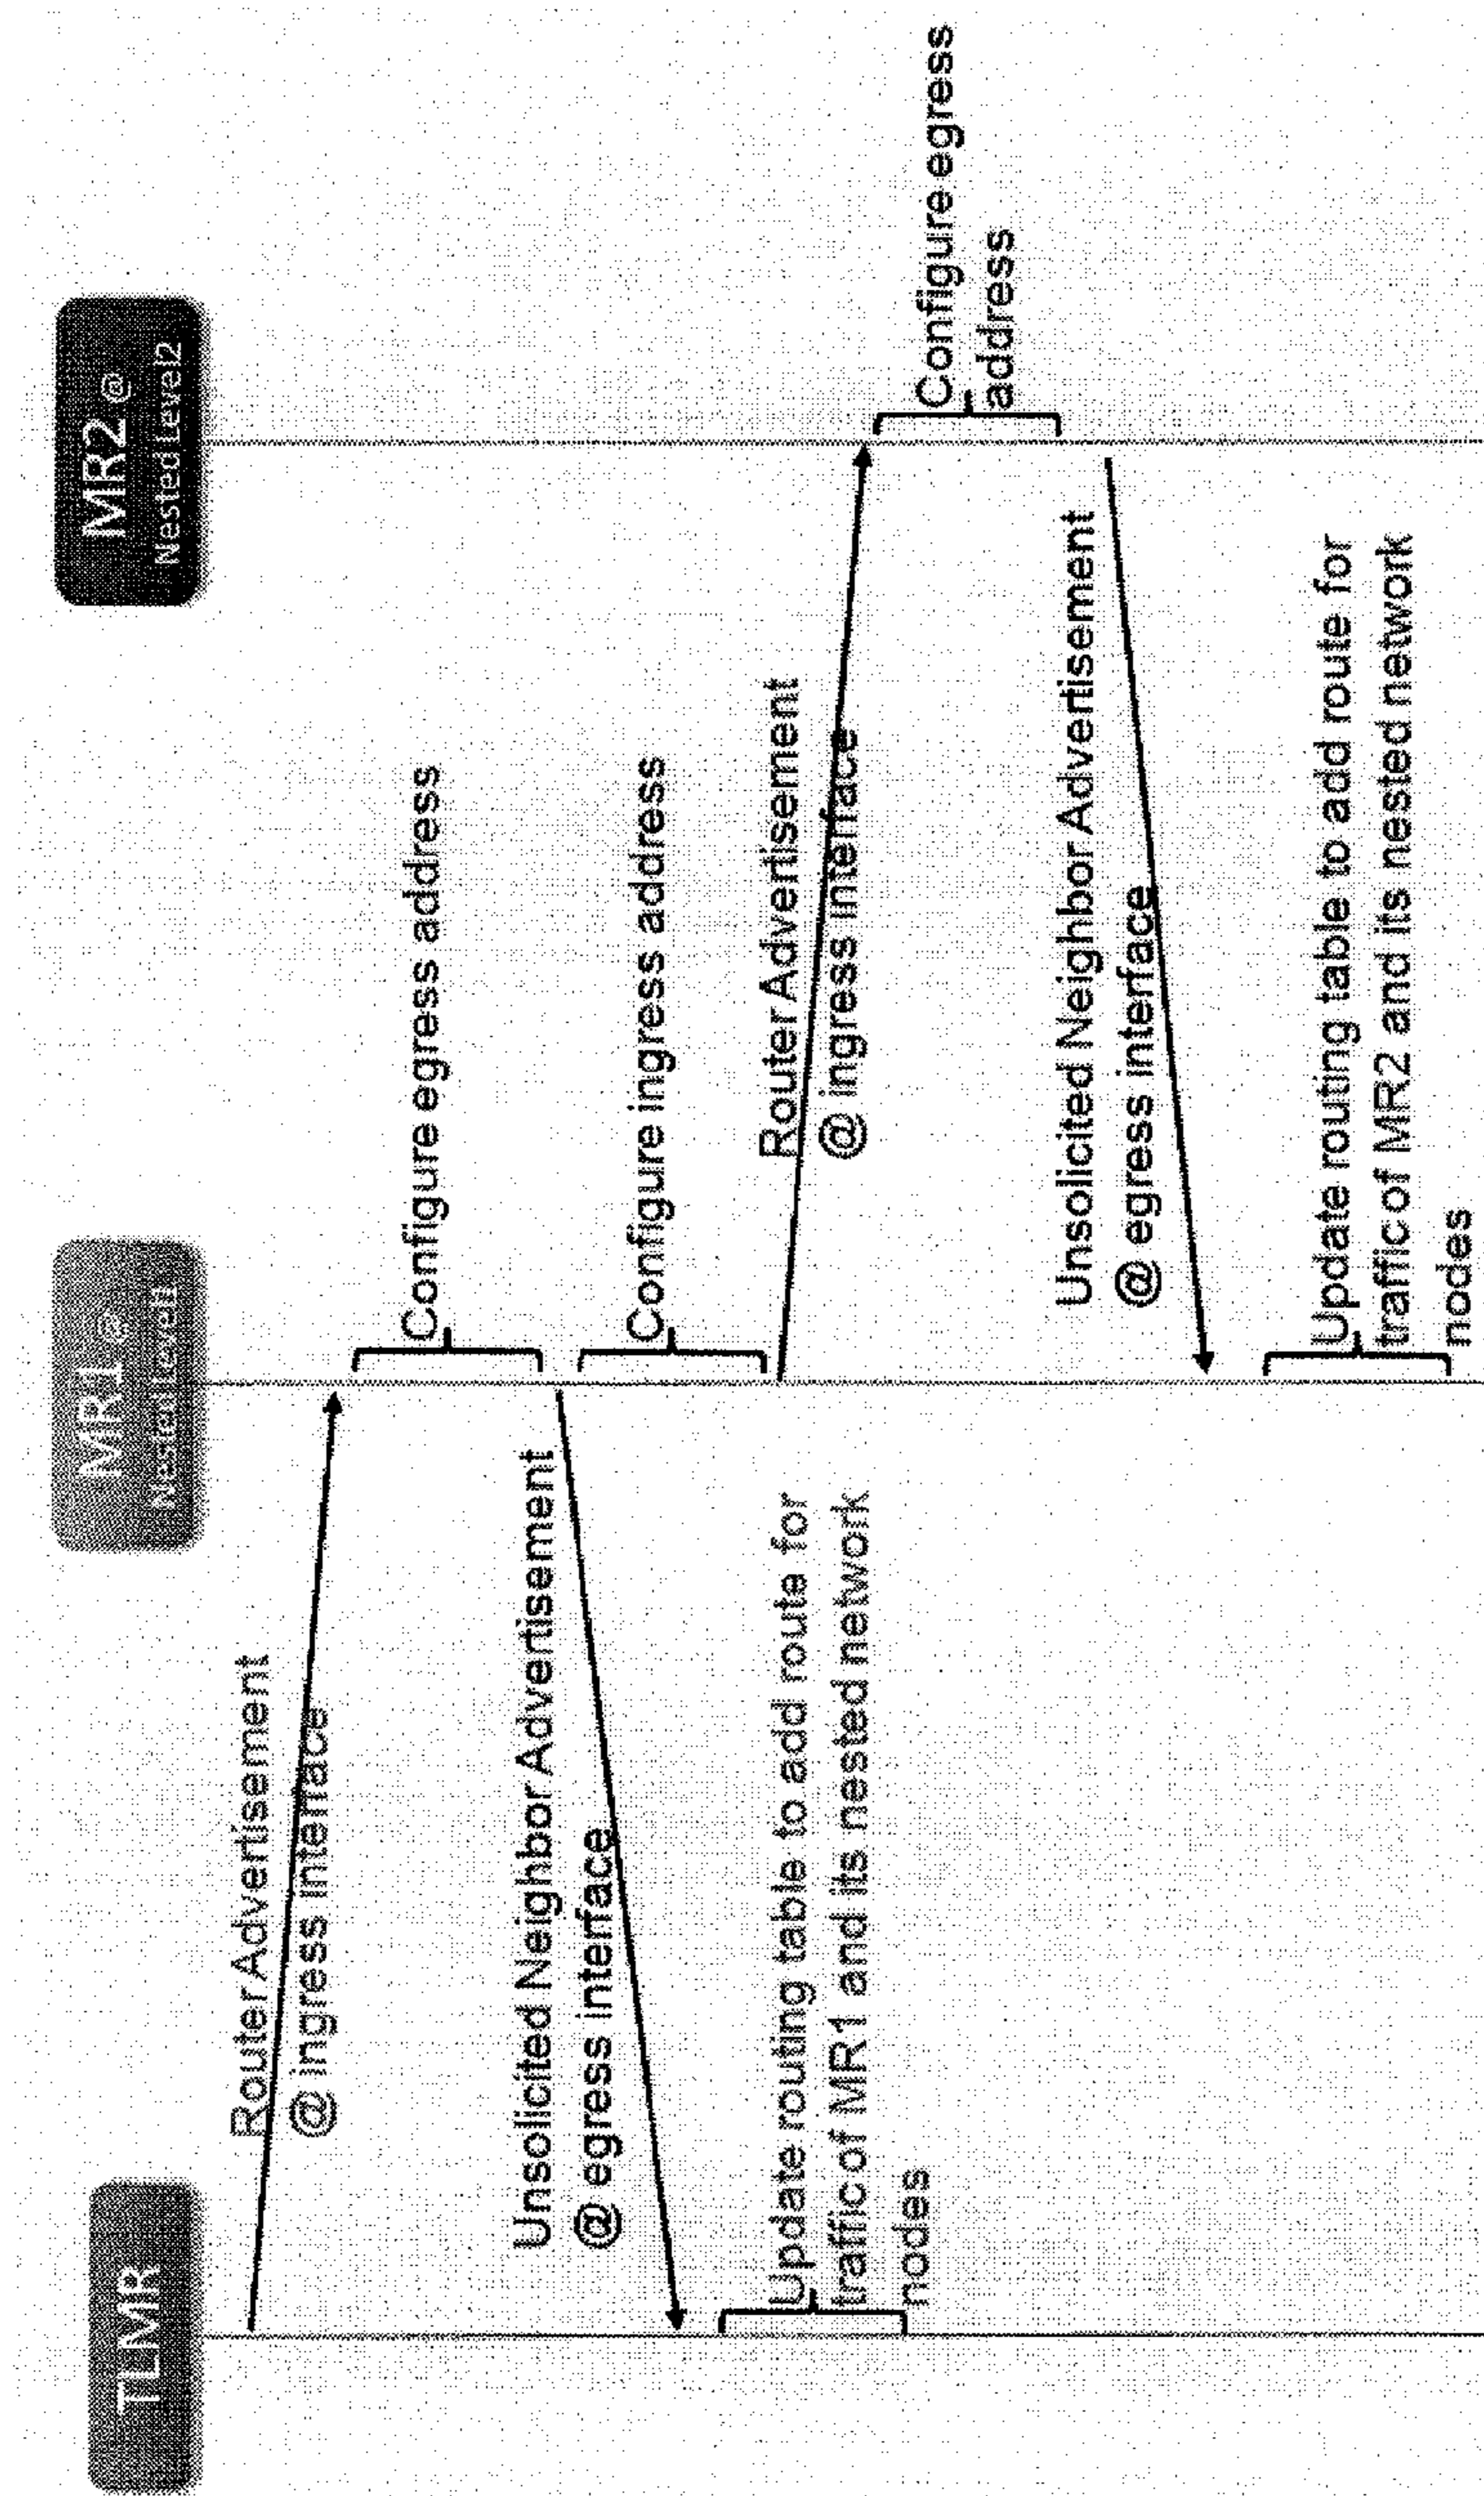 TLMR
MR1 @
Nested Level1
MR2 @
Nested Level2
Router Advertisement
@ ingress interface
Configure egress address
Unsolicited Neighbor Advertisement
@ egress interface
Configure ingress address
Update routing table to add route for
traffic of MR1 and its nested network
nodes
Router Advertisement
@ ingress interface
Configure egress
address
Unsolicited Neighbor Advertisement
@ egress interface
Update routing table to add route for
traffic of MR2 and its nested network
nodes